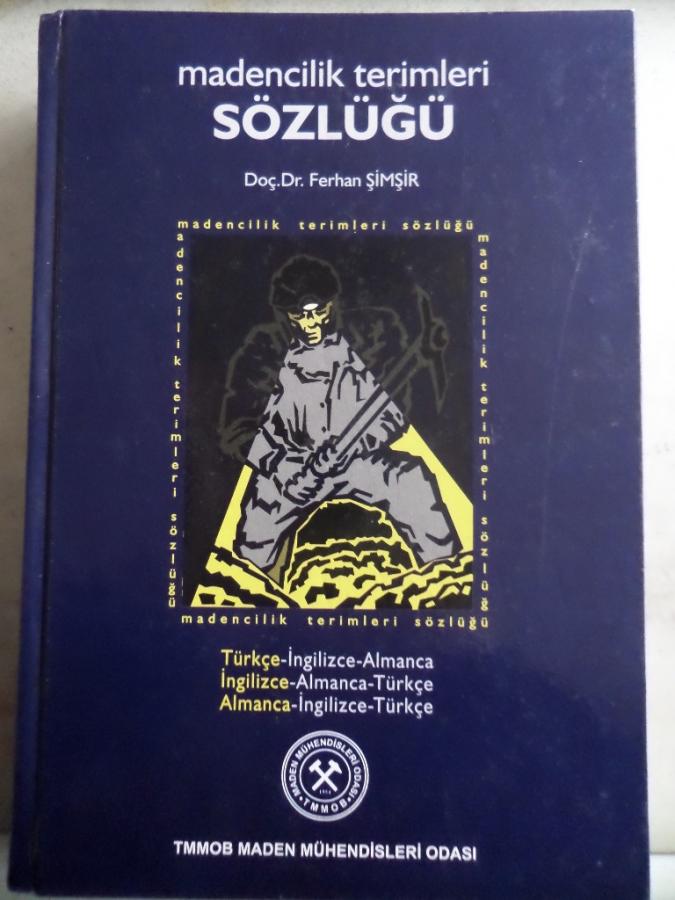 madencilik terimleri
SÖZLÜĞÜ
Doç.Dr. Ferhan ŞİMŞİR
madencilik terimleri sözlüğü
madencilik terimleri sözlüğü
madencilik terimleri sözlüğü
madencilik terimleri sözlüğü
Türkçe-İngilizce-Almanca
İngilizce-Almanca-Türkçe
Almanca-İngilizce-Türkçe
MADEN MÜHENDİSLERİ ODASI
1954
TMMOB
TMMOB MADEN MÜHENDİSLERİ ODASI